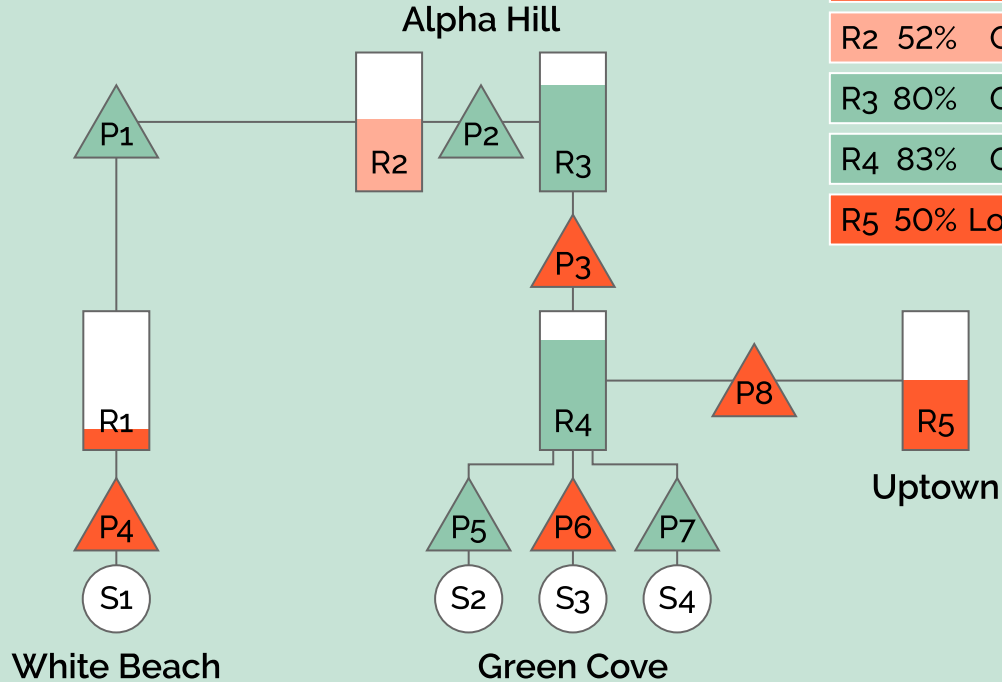 Alpha Hill
R2 52%
R3 80%
R4 83%
R5 50%
P1
R2
P2
R3
P3
R1
R4
P8
R5
Uptown
P4
P5
P6
P7
S1
S2
S3
S4
White Beach
Green Cove